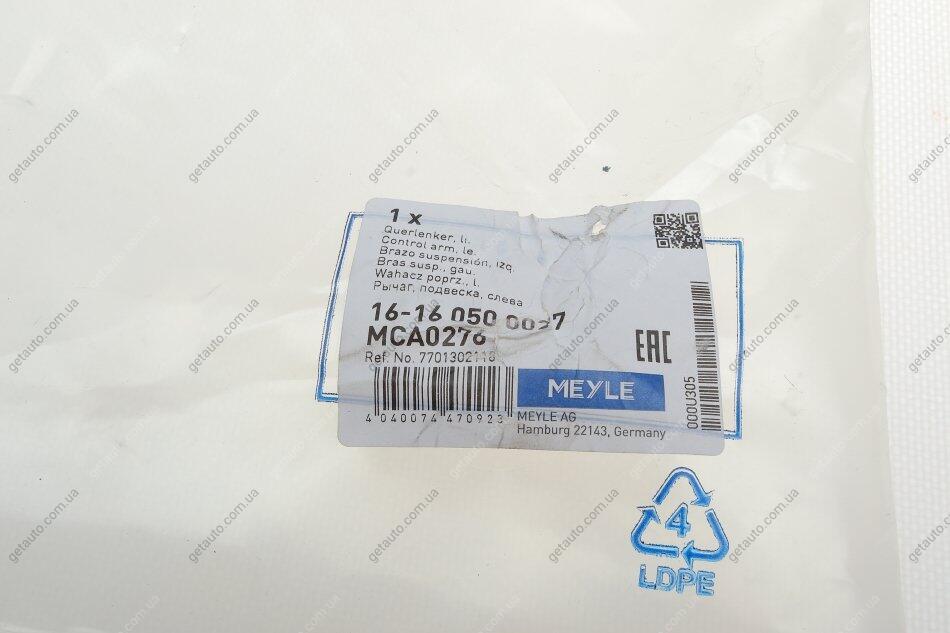 1 x
Querlenker, li.
Control arm, le.
Brazo suspensión, izq.
Bras susp., gau.
Wahacz poprz., l.
Рычаг, подвеска, слева
16-16 050
MCA0276
Ref. No.
EAC
MEYLE
4 040074 470923
MEYLE AG
Hamburg 22143, Germany
000U305
4
LDPE
getauto.com.ua